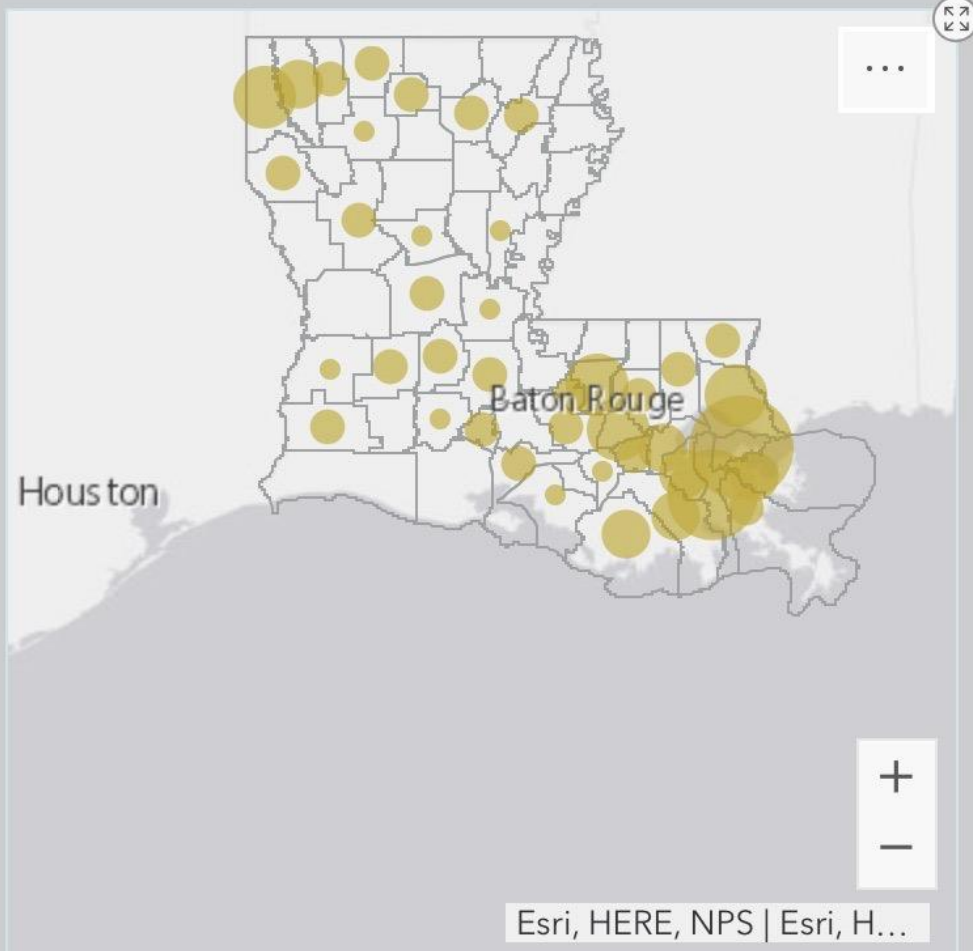 ...
Baton Rouge
Houston
+
−
Esri, HERE, NPS | Esri, H...